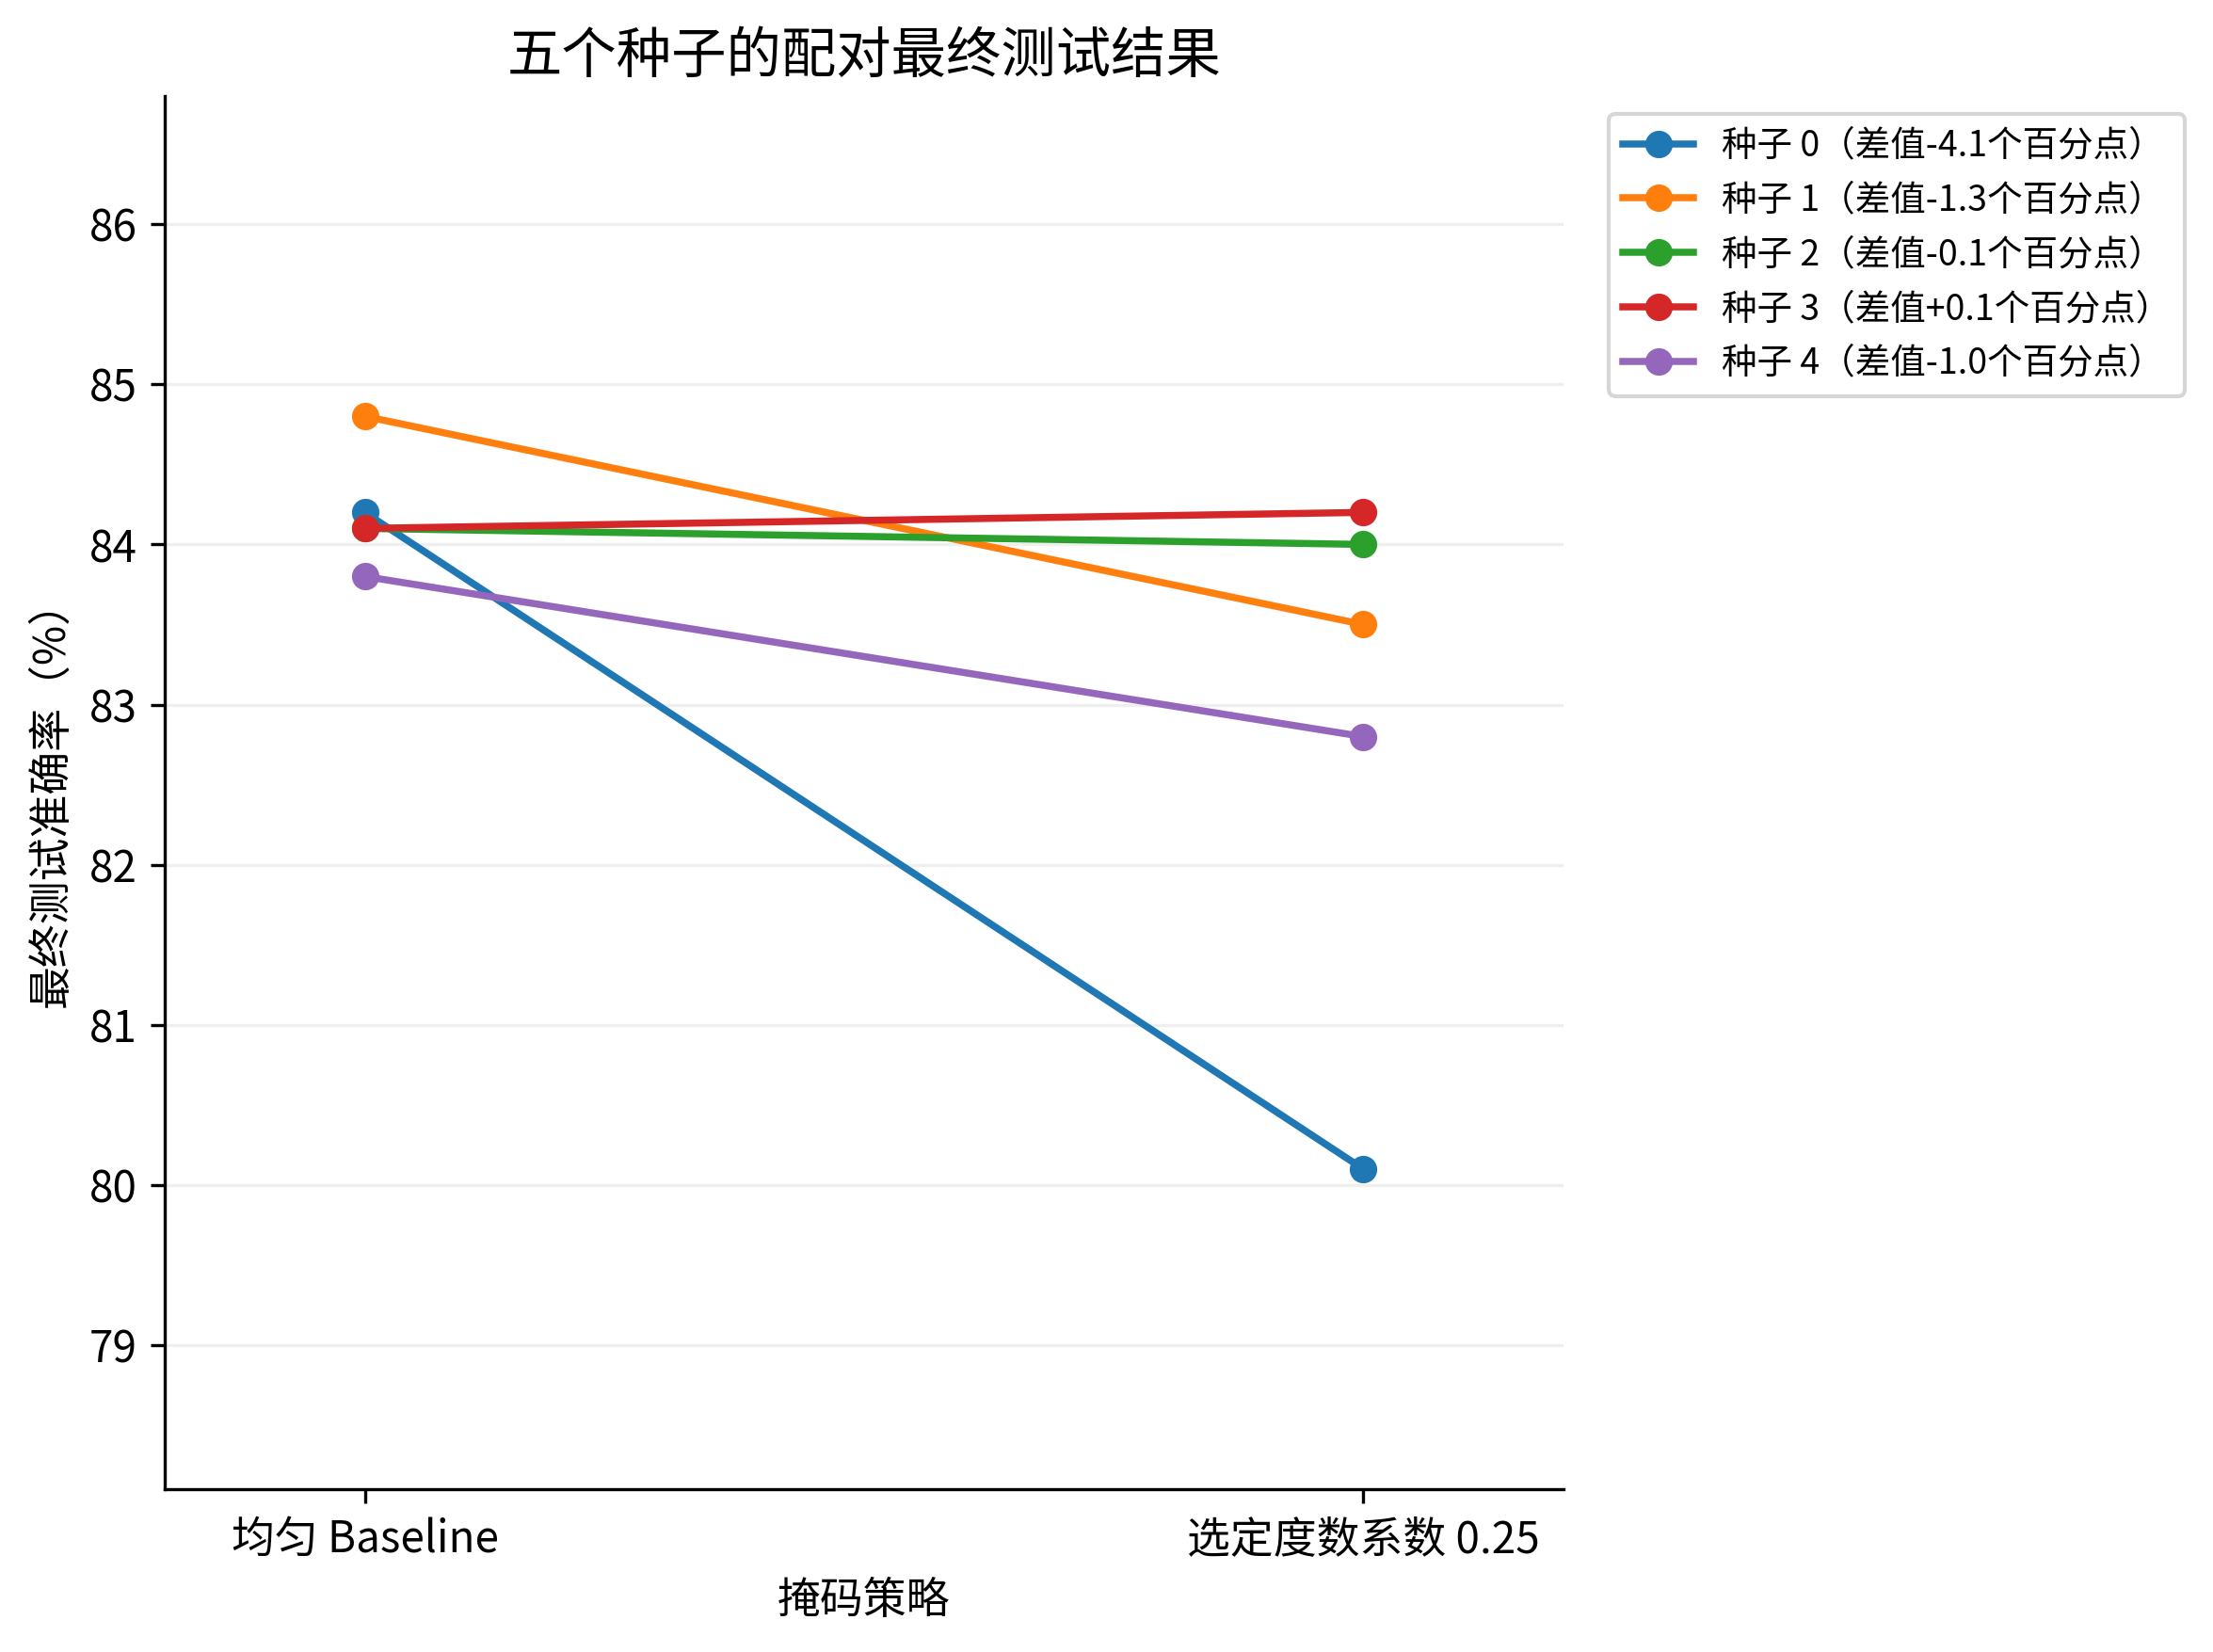 五个种子的配对最终测试结果
种子 0（差值-4.1个百分点）
种子 1（差值-1.3个百分点）
种子 2（差值-0.1个百分点）
种子 3（差值+0.1个百分点）
种子 4（差值-1.0个百分点）
最终测试准确率（%）
86
85
84
83
82
81
80
79
均匀 Baseline
选定度数系数 0.25
掩码策略